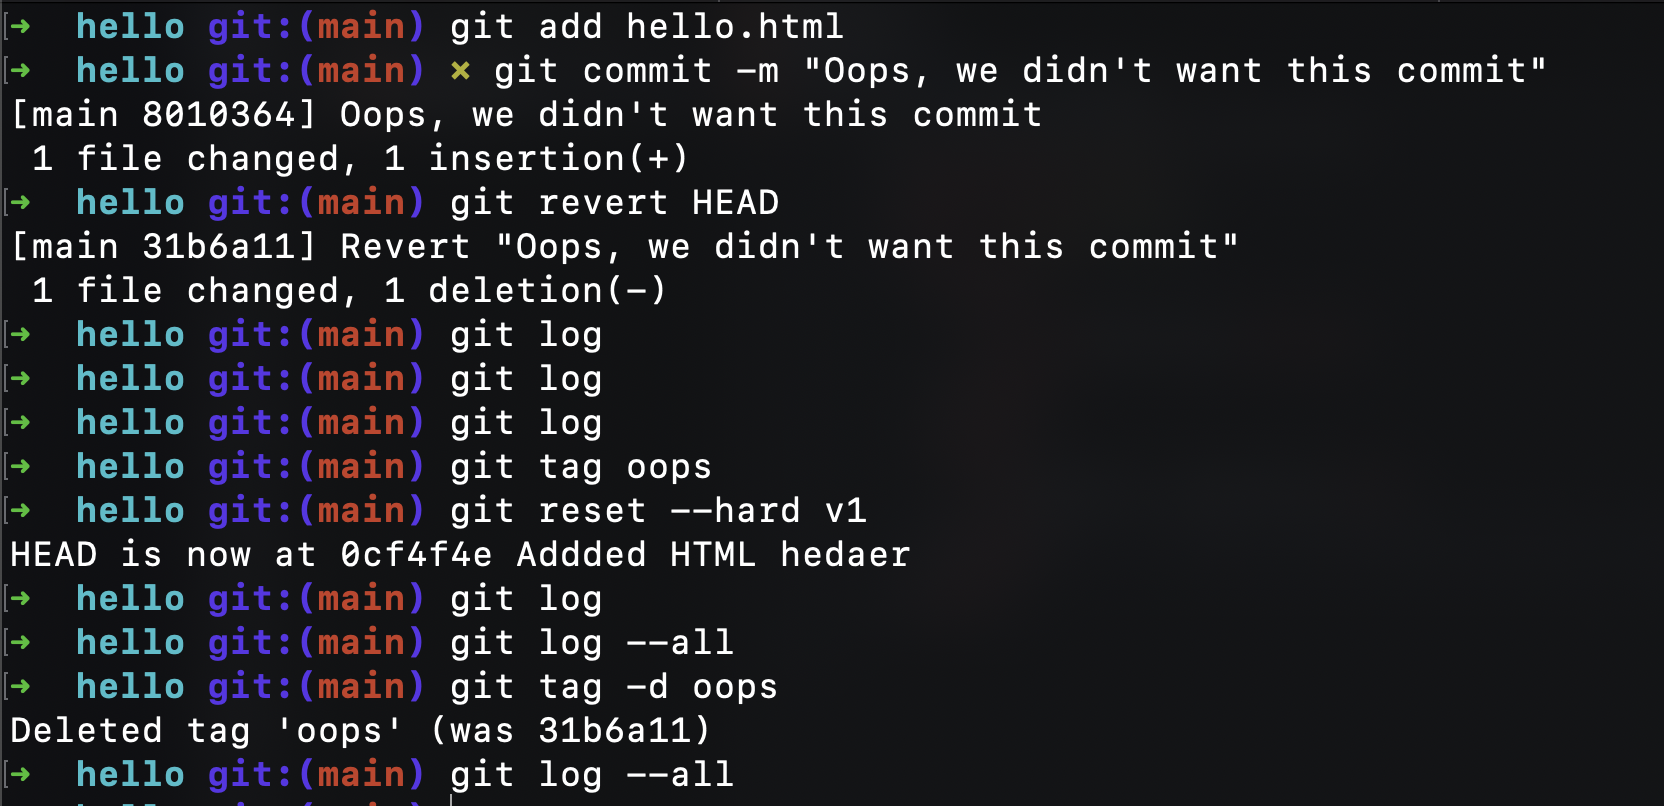 ➜  hello git:(main) git add hello.html
➜  hello git:(main) ✗ git commit -m "Oops, we didn't want this commit"
[main 8010364] Oops, we didn't want this commit
 1 file changed, 1 insertion(+)
➜  hello git:(main) git revert HEAD
[main 31b6a11] Revert "Oops, we didn't want this commit"
 1 file changed, 1 deletion(-)
➜  hello git:(main) git log
➜  hello git:(main) git log
➜  hello git:(main) git log
➜  hello git:(main) git tag oops
➜  hello git:(main) git reset --hard v1
HEAD is now at 0cf4f4e Addded HTML hedaer
➜  hello git:(main) git log
➜  hello git:(main) git log --all
➜  hello git:(main) git tag -d oops
Deleted tag 'oops' (was 31b6a11)
➜  hello git:(main) git log --all